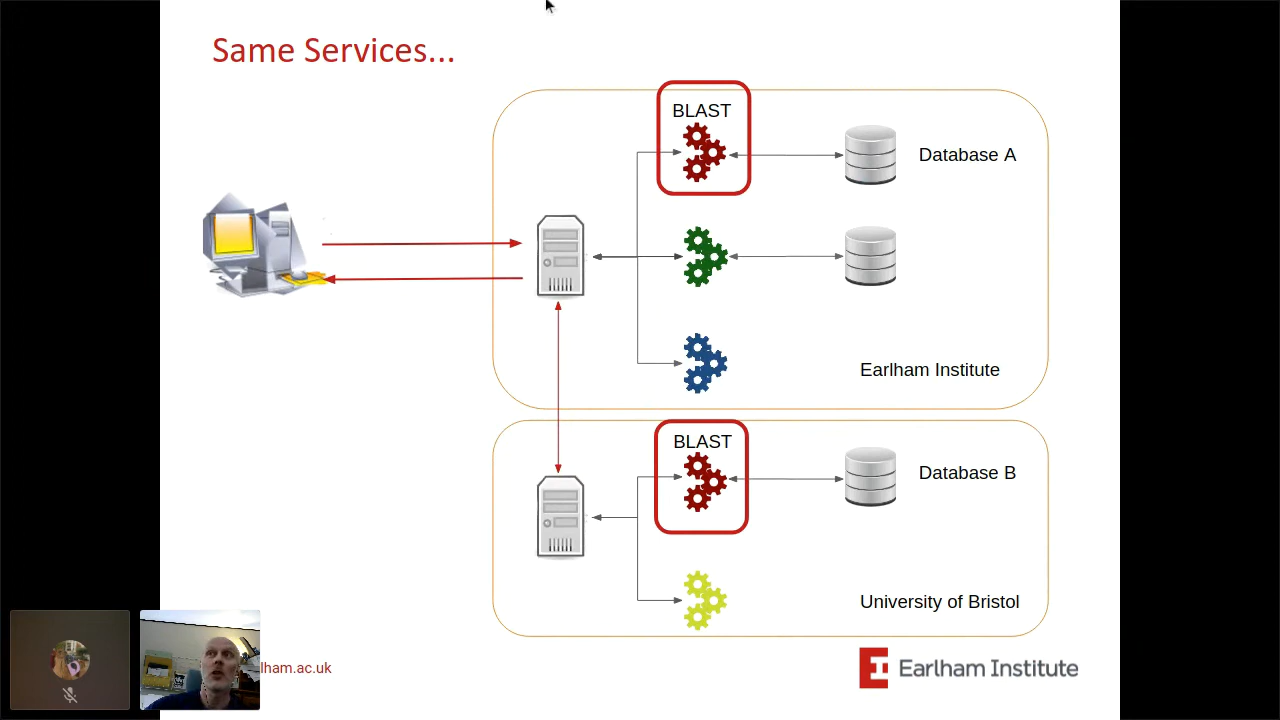 Same Services...
BLAST
Database A
Earlham Institute
BLAST
Database B
University of Bristol
lham.ac.uk
Earlham Institute